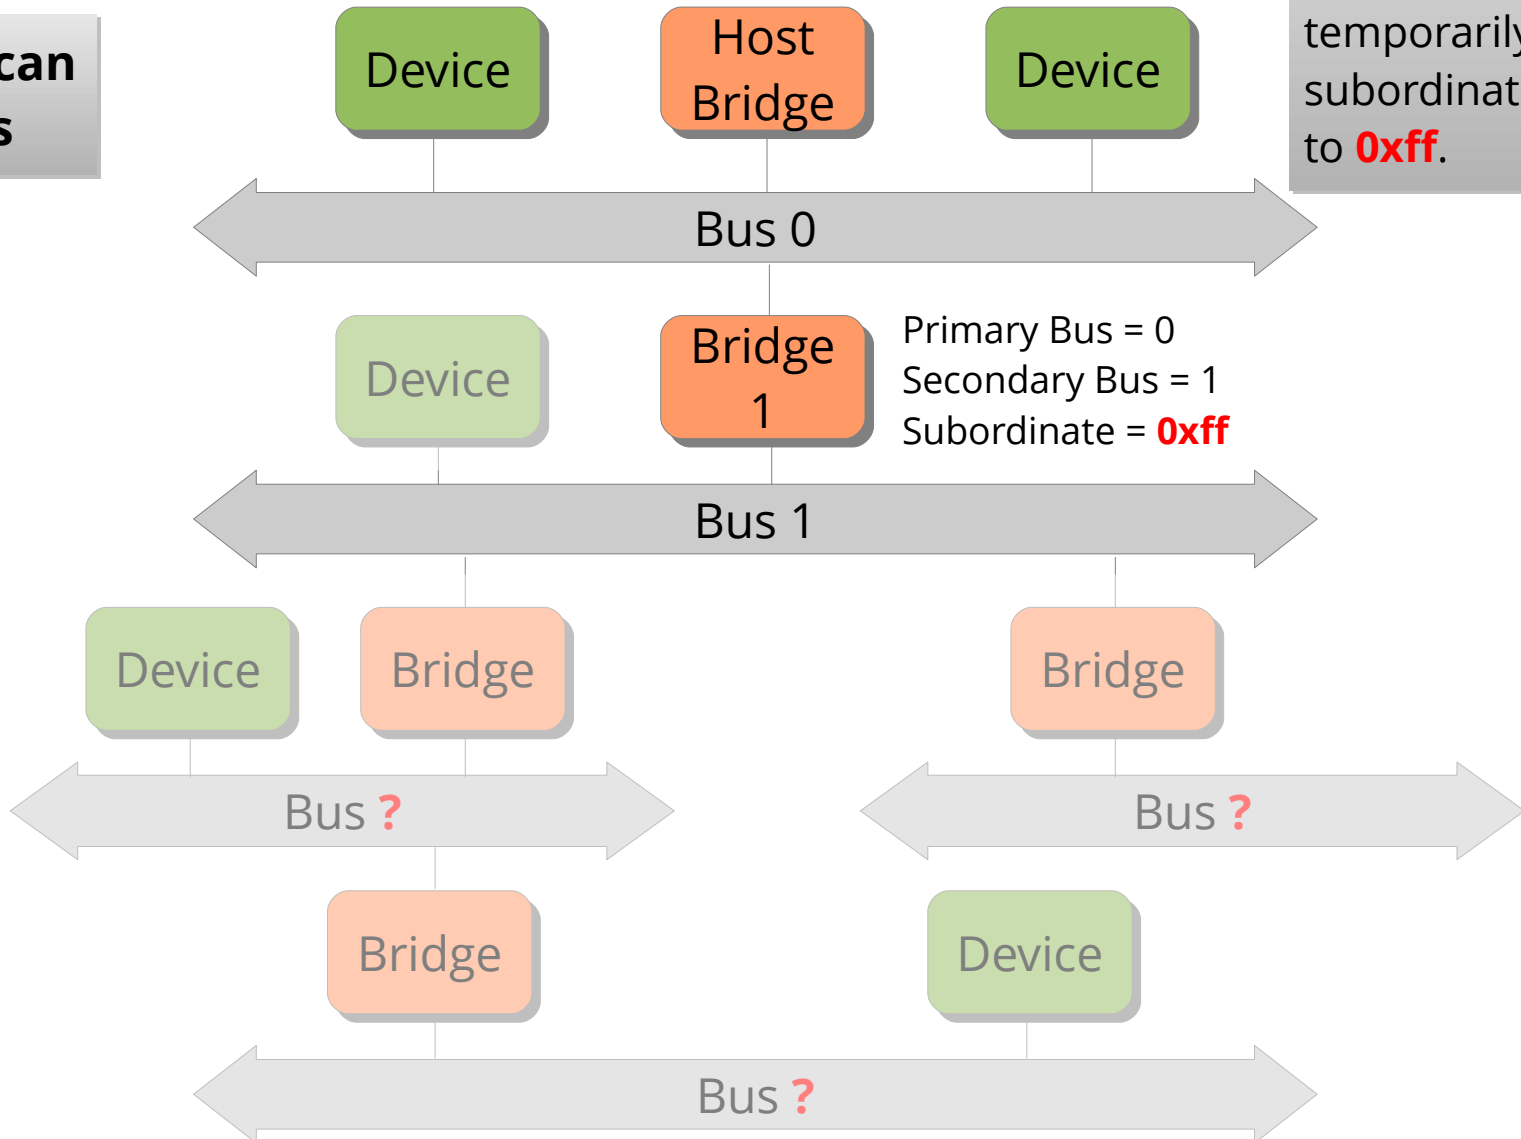 can
s
Device
Host
Bridge
Device
temporarily
subordinat
to 0xff.
Bus 0
Device
Bridge
1
Primary Bus = 0
Secondary Bus = 1
Subordinate = 0xff
Bus 1
Device
Bridge
Bridge
Bus ?
Bus ?
Bridge
Device
Bus ?